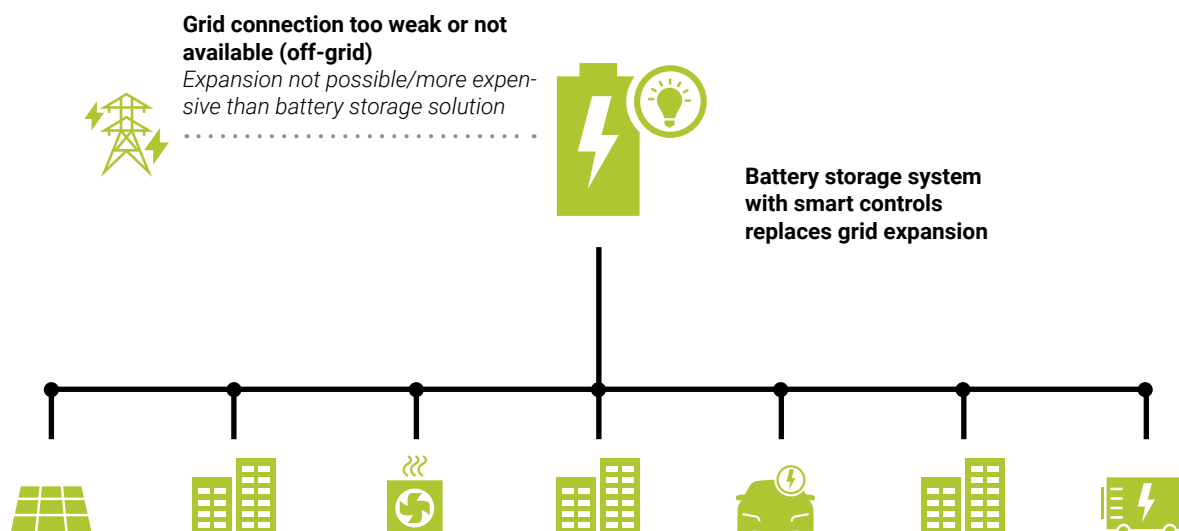 Grid connection too weak or not
available (off-grid)
Expansion not possible/more expen-
sive than battery storage solution
Battery storage system
with smart controls
replaces grid expansion